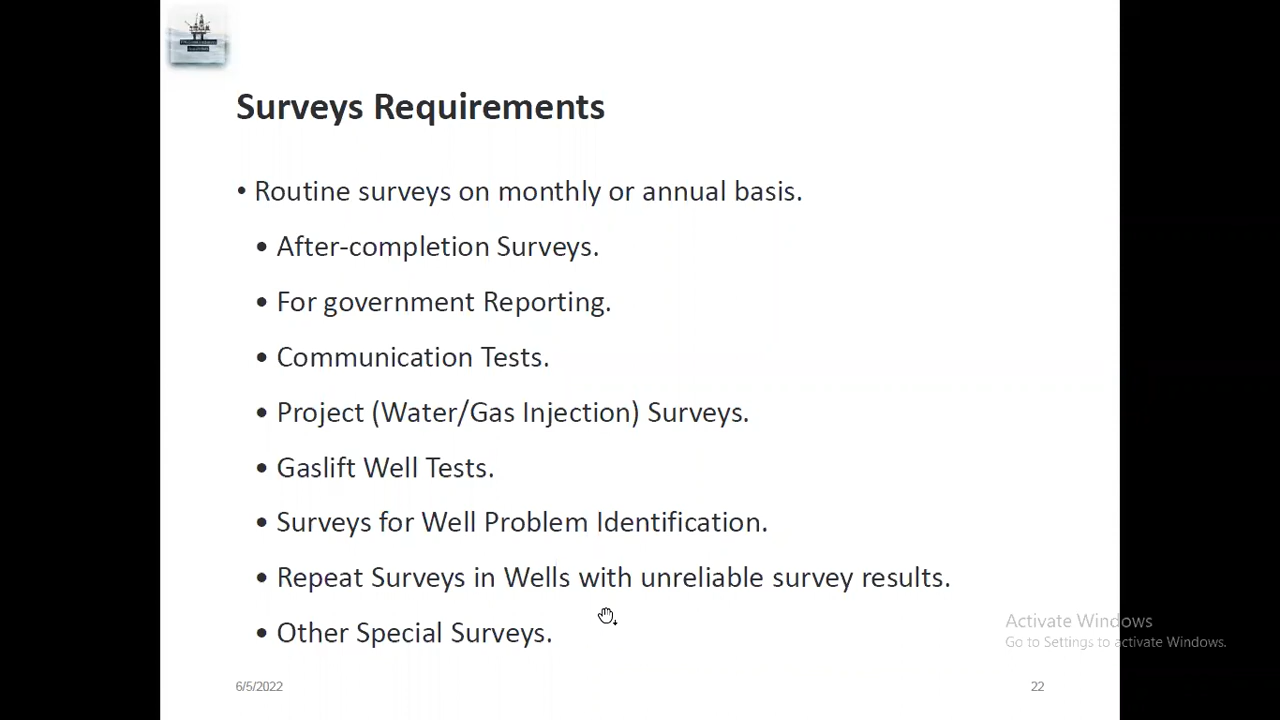 Surveys Requirements
• Routine surveys on monthly or annual basis.
• After-completion Surveys.
• For government Reporting.
• Communication Tests.
• Project (Water/Gas Injection) Surveys.
• Gaslift Well Tests.
• Surveys for Well Problem Identification.
• Repeat Surveys in Wells with unreliable survey results.
• Other Special Surveys.
Activate Windows
Go to Settings to activate Windows.
6/5/2022
22